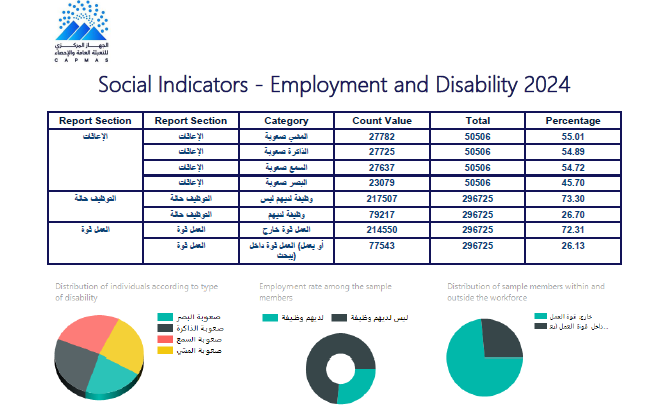 الجهاز المركزي
للتعبئة العامة والإحصاء
CAPMAS
Social Indicators - Employment and Disability 2024
Report Section Report Section Category Count Value Total Percentage
الإعاقات الإعاقات المشي صعوبة 27782 50506 55.01
الإعاقات الذاكرة صعوبة 27725 50506 54.89
الإعاقات السمع صعوبة 27637 50506 54.72
الإعاقات البصر صعوبة 23079 50506 45.70
التوظيف حالة التوظيف حالة وظيفة لديهم ليس 217507 296725 73.30
التوظيف حالة وظيفة لديهم 79217 296725 26.70
العمل قوة العمل قوة العمل قوة خارج 214550 296725 72.31
العمل قوة أو يعمل) العمل قوة داخل 77543 296725 26.13
(يبحث
Distribution of individuals according to type
of disability
صعوبة البصر
صعوبة الذاكرة
صعوبة السمع
صعوبة المشي
Employment rate among the sample
members
لديهم وظيفة ليس لديهم وظيفة
Distribution of sample members within and
outside the workforce
خارج قوة العمل
داخل قوة العمل (يع...